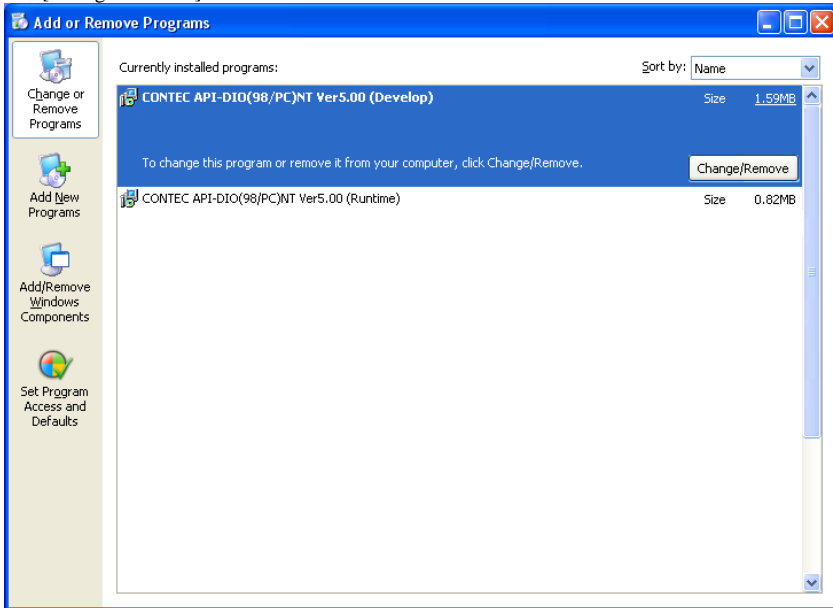 Add or Remove Programs
Change or
Remove
Programs
Add New
Programs
Add/Remove
Windows
Components
Set Program
Access and
Defaults
Currently installed programs:
Sort by: Name
CONTEC API-DIO(98/PC)NT Ver5.00 (Develop) Size 1.59MB
To change this program or remove it from your computer, click Change/Remove. Change/Remove
CONTEC API-DIO(98/PC)NT Ver5.00 (Runtime) Size 0.82MB